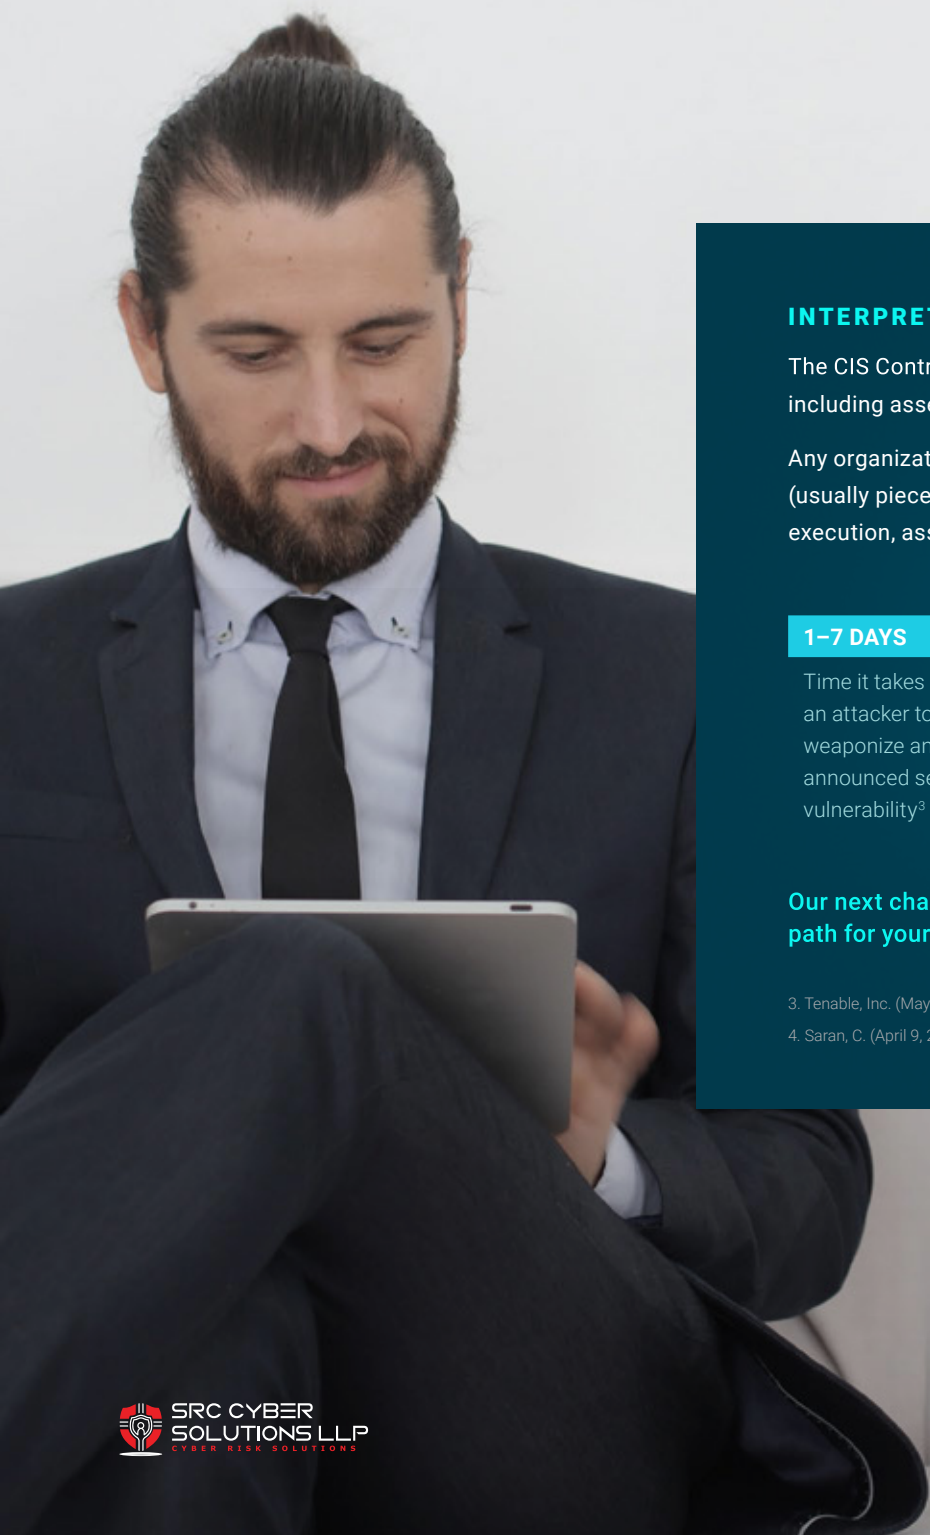 INTERPRE
The CIS Contr
including asse
Any organizat
(usually piece
execution, ass
1–7 DAYS
Time it takes
an attacker to
weaponize an
announced se
vulnerability³
Our next cha
path for your
3. Tenable, Inc. (May
4. Saran, C. (April 9, 2
SRC CYBER
SOLUTIONS LLP
CYBER RISK SOLUTIONS